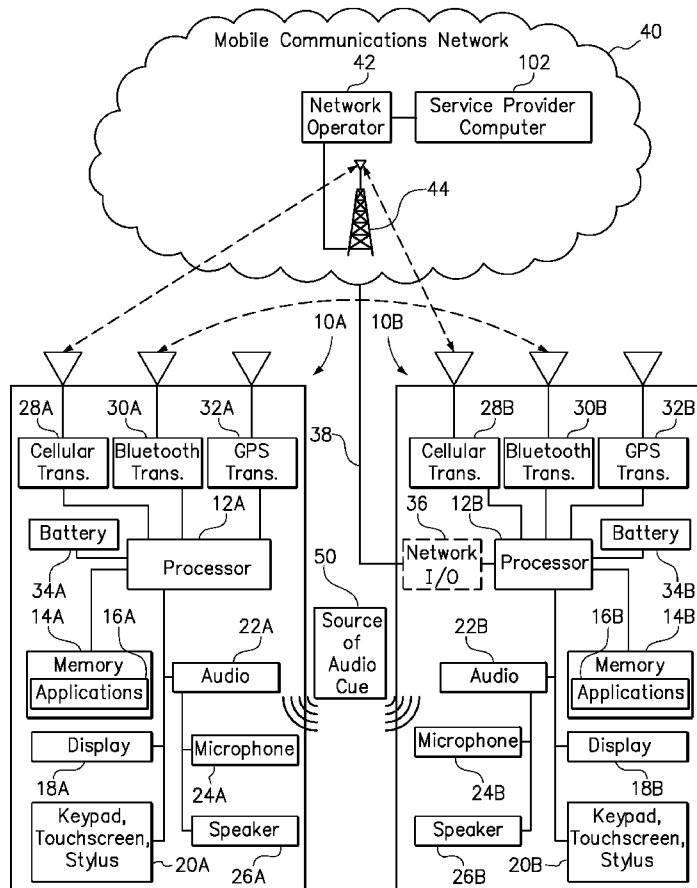 Mobile Communications Network
40
42
102
Network
Operator
Service Provider
Computer
44
10A
10B
28A
30A
32A
28B
30B
32B
Cellular
Trans.
Bluetooth
Trans.
GPS
Trans.
38
Cellular
Trans.
Bluetooth
Trans.
GPS
Trans.
12A
36
12B
Battery
Processor
Network
I/O
Processor
Battery
34A
50
34B
14A
16A
22A
Source
of
Audio
Cue
22B
16B
14B
Memory
Applications
Audio
Audio
Memory
Applications
Display
Microphone
Microphone
Display
18A
24A
24B
18B
Keypad,
Touchscreen,
Stylus
Speaker
Speaker
Keypad,
Touchscreen,
Stylus
20A
26A
26B
20B